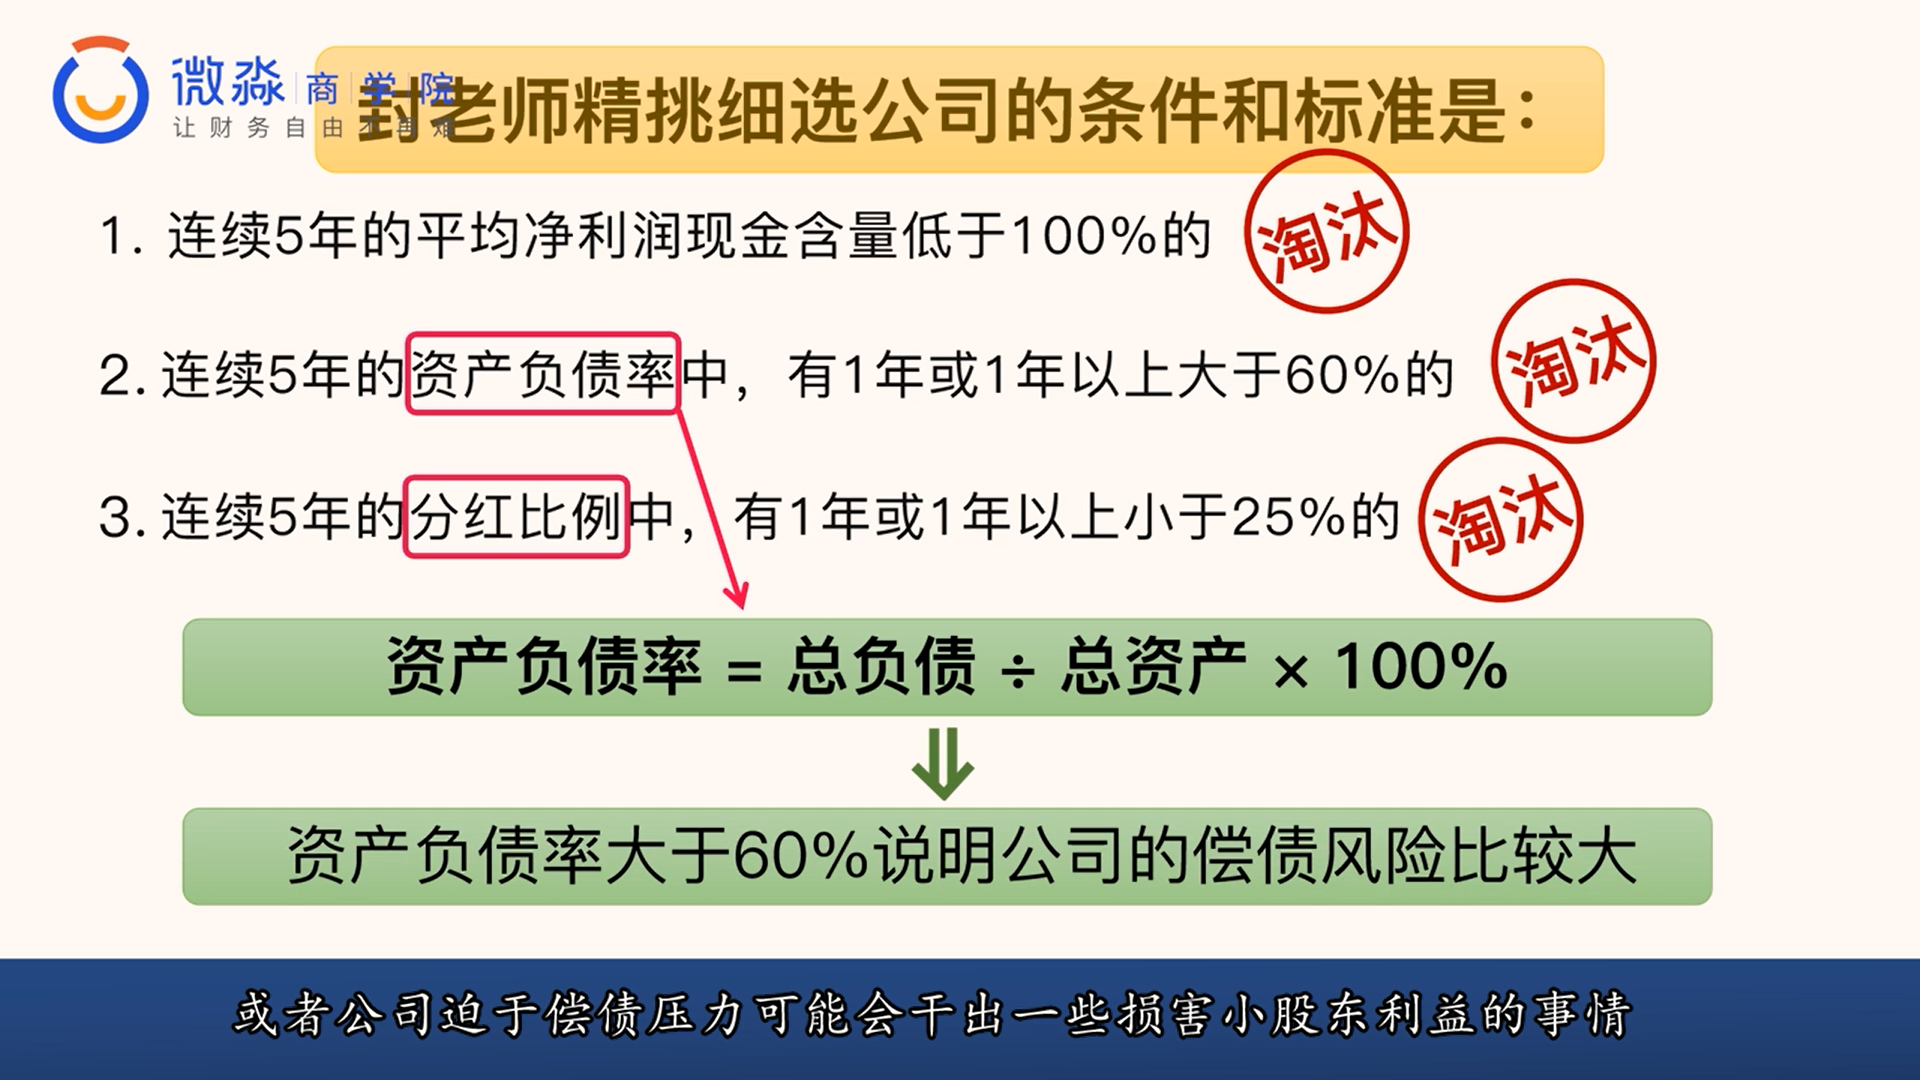 微淼 商学院
让财务自由不再难
封老师精挑细选公司的条件和标准是：
1. 连续5年的平均净利润现金含量低于100%的
淘汰
2. 连续5年的资产负债率中，有1年或1年以上大于60%的
淘汰
3. 连续5年的分红比例中，有1年或1年以上小于25%的
淘汰
资产负债率 = 总负债 ÷ 总资产 × 100%
资产负债率大于60%说明公司的偿债风险比较大
或者公司迫于偿债压力可能会干出一些损害小股东利益的事情